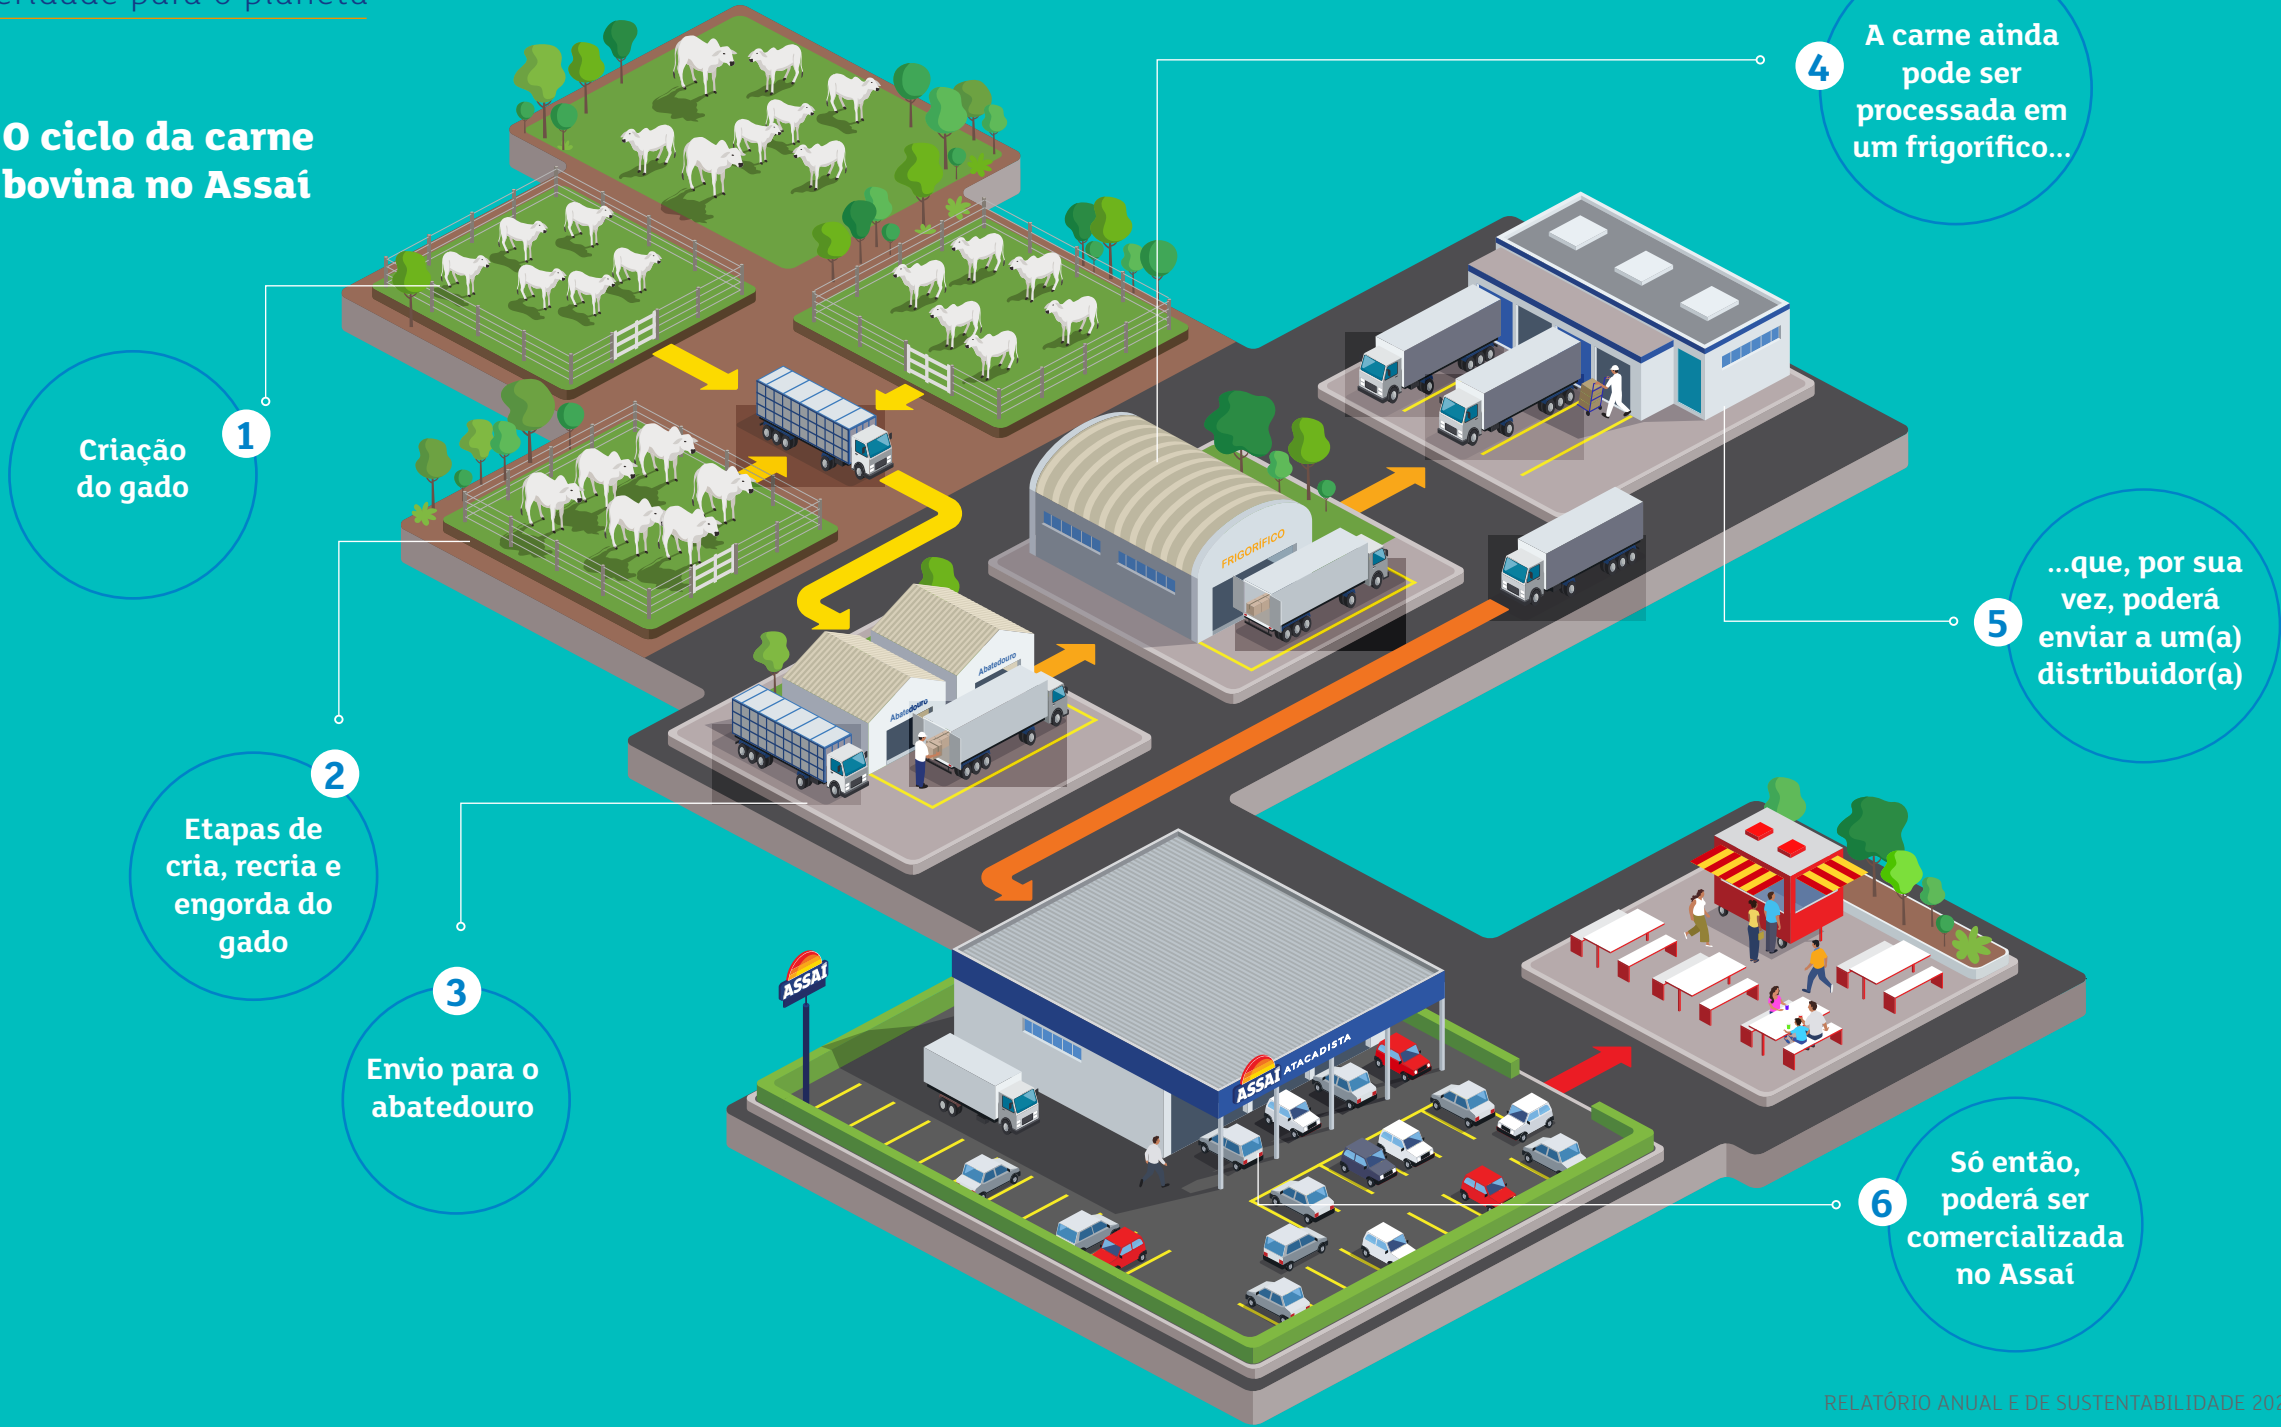 para o planeta
O ciclo da carne
bovina no Assaí
1
Criação
do gado
2
Etapas de
cria, recria e
engorda do
gado
3
Envio para o
abatedouro
4
A carne ainda
pode ser
processada em
um frigorífico...
5
...que, por sua
vez, poderá
enviar a um(a)
distribuidor(a)
6
Só então,
poderá ser
comercializada
no Assaí
FRIGORÍFICO
Abatedouro
Abatedouro
ASSAÍ
ASSAÍ ATACADISTA
RELATÓRIO ANUAL E DE SUSTENTABILIDADE